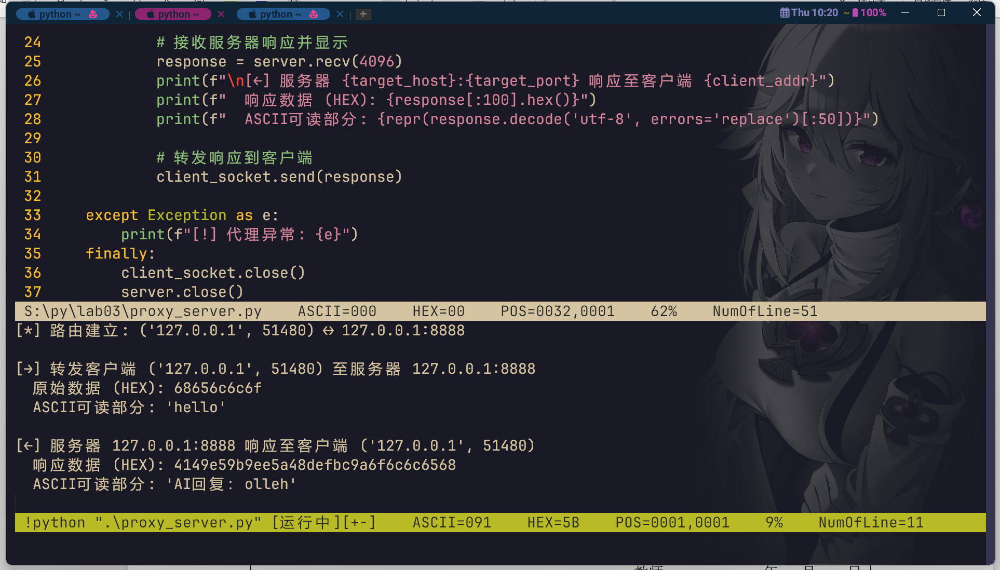 python ~ × | python ~ × python ~ × | + Thu 10:20 ~ 100%
24 # 接收服务器响应并显示
25 response = server.recv(4096)
26 print(f"\n[←] 服务器 {target_host}:{target_port} 响应至客户端 {client_addr}")
27 print(f"  响应数据 (HEX): {response[:100].hex()}")
28 print(f"  ASCII可读部分: {repr(response.decode('utf-8', errors='replace')[:50])}")
29
30 # 转发响应到客户端
31 client_socket.send(response)
32
33 except Exception as e:
34 print(f"[!] 代理异常: {e}")
35 finally:
36 client_socket.close()
37 server.close()
S:\py\lab03\proxy_server.py ASCII=000 HEX=00 POS=0032,0001 62% NumOfLine=51
[*] 路由建立: ('127.0.0.1', 51480) ↔ 127.0.0.1:8888
[→] 转发客户端 ('127.0.0.1', 51480) 至服务器 127.0.0.1:8888
原始数据 (HEX): 68656c6c6f
ASCII可读部分: 'hello'
[←] 服务器 127.0.0.1:8888 响应至客户端 ('127.0.0.1', 51480)
响应数据 (HEX): 4149e59b9ee5a48defbc9a6f6c6c6568
ASCII可读部分: 'AI回复：olleh'
!python ".\proxy_server.py" [运行中][+-] ASCII=091 HEX=5B POS=0001,0001 9% NumOfLine=11